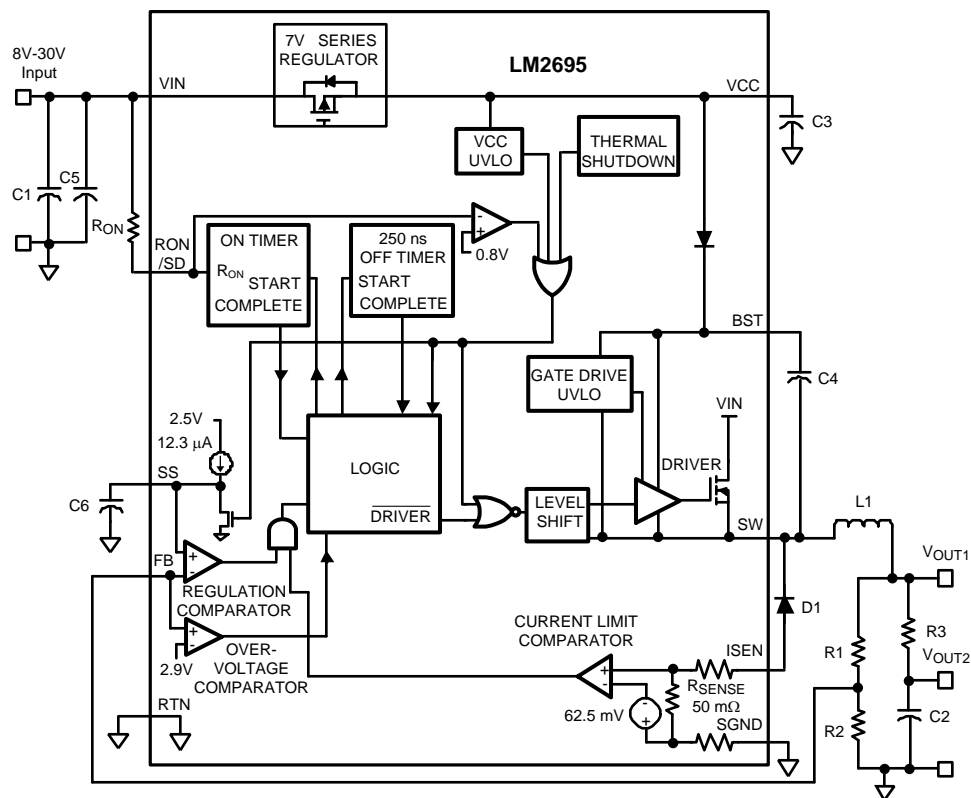 7V SERIES
REGULATOR
LM2695
8V-30V
Input
VIN
VCC
C3
VCC
UVLO
THERMAL
SHUTDOWN
C1
C5
RON
RON
/SD
ON TIMER
RON
START
COMPLETE
250 ns
OFF TIMER
START
COMPLETE
-
+
0.8V
BST
C4
GATE DRIVE
UVLO
VIN
2.5V
12.3 μA
SS
C6
LOGIC
DRIVER
DRIVER
LEVEL
SHIFT
SW
L1
FB
+
-
REGULATION
COMPARATOR
+
-
2.9V
OVER-
VOLTAGE
COMPARATOR
VOUT1
D1
R3
R1
CURRENT LIMIT
COMPARATOR
ISEN
VOUT2
+
-
RSENSE
50 mΩ
62.5 mV
-
+
SGND
RTN
R2
C2